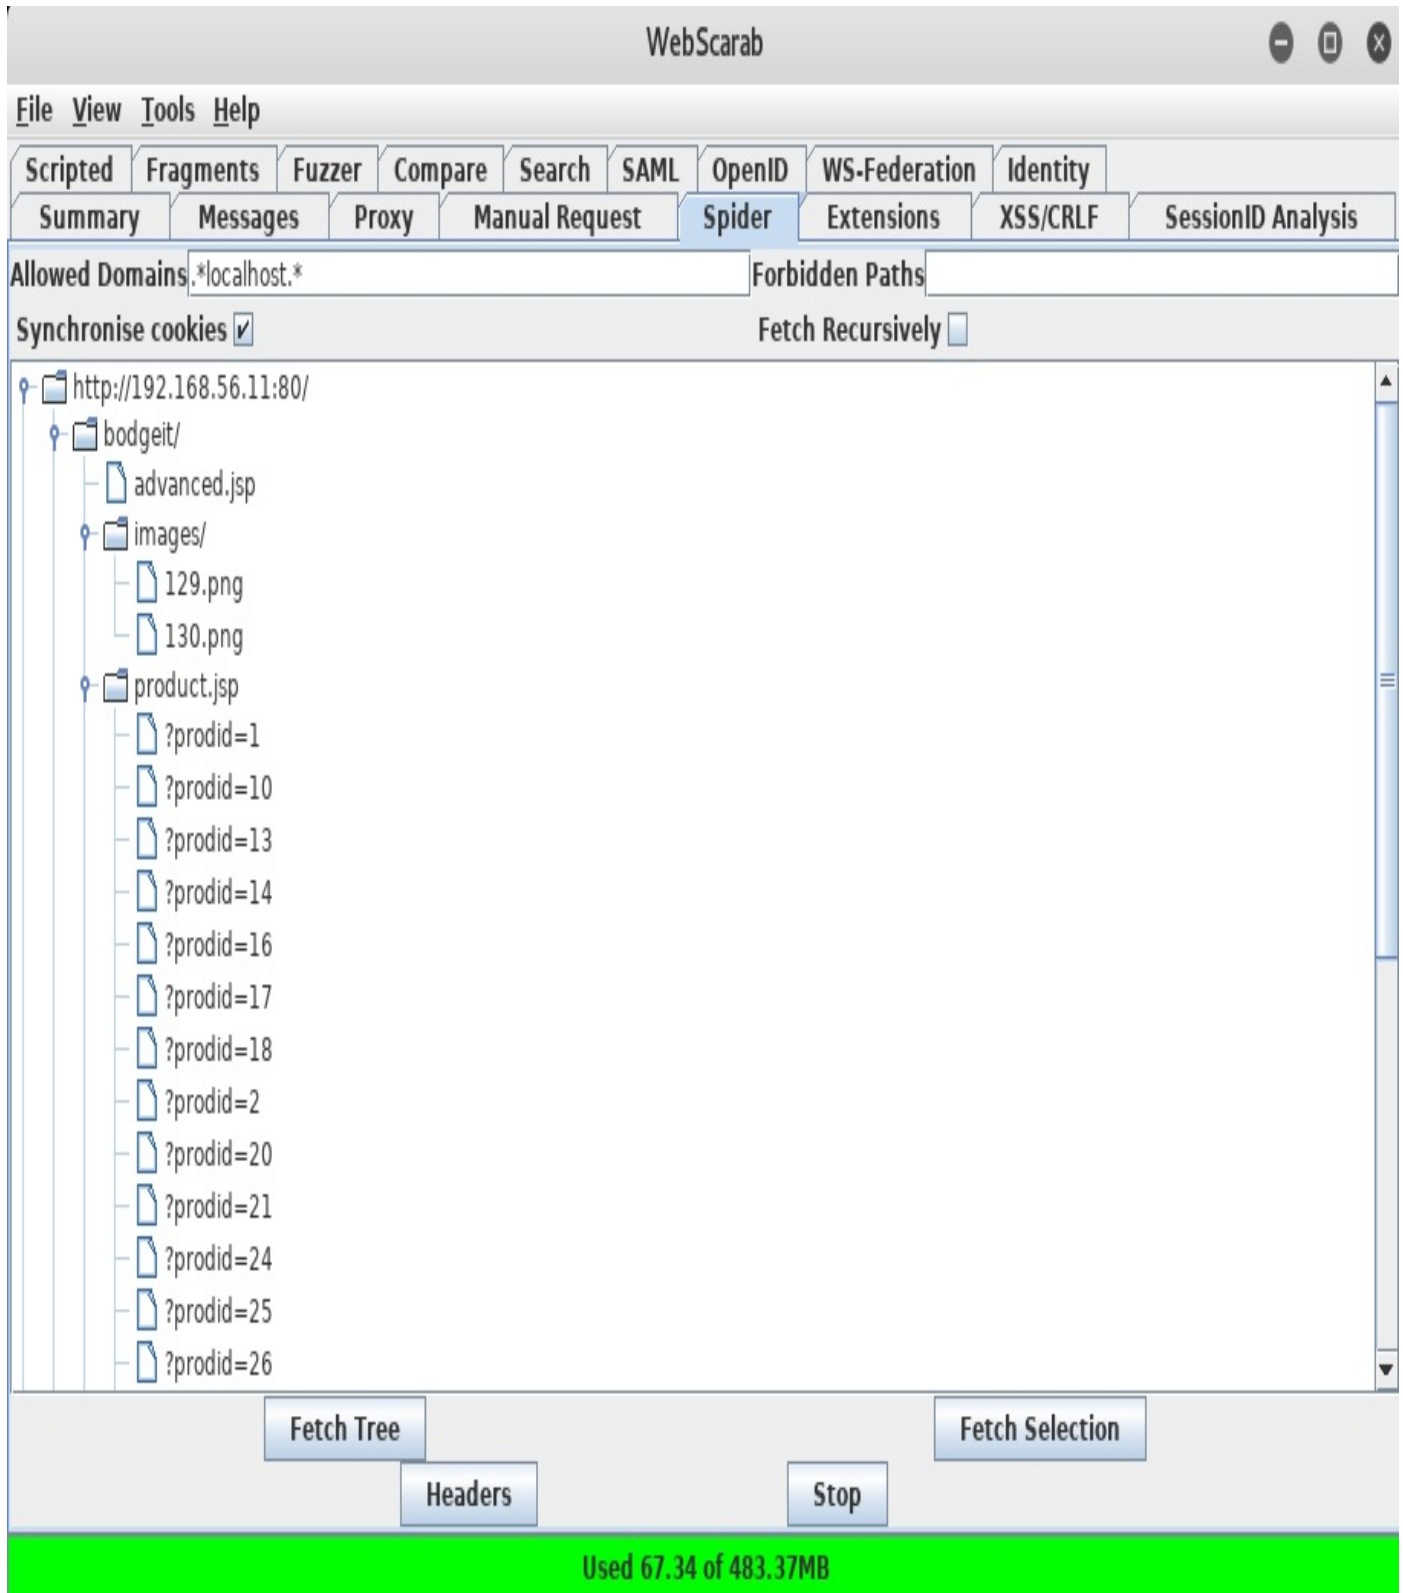 WebScarab
File View Tools Help
Scripted Fragments Fuzzer Compare Search SAML OpenID WS-Federation Identity
Summary Messages Proxy Manual Request Spider Extensions XSS/CRLF SessionID Analysis
Allowed Domains .*localhost.* Forbidden Paths
Synchronise cookies Fetch Recursively
http://192.168.56.11:80/
bodgeit/
advanced.jsp
images/
129.png
130.png
product.jsp
?prodid=1
?prodid=10
?prodid=13
?prodid=14
?prodid=16
?prodid=17
?prodid=18
?prodid=2
?prodid=20
?prodid=21
?prodid=24
?prodid=25
?prodid=26
Fetch Tree Fetch Selection
Headers Stop
Used 67.34 of 483.37MB